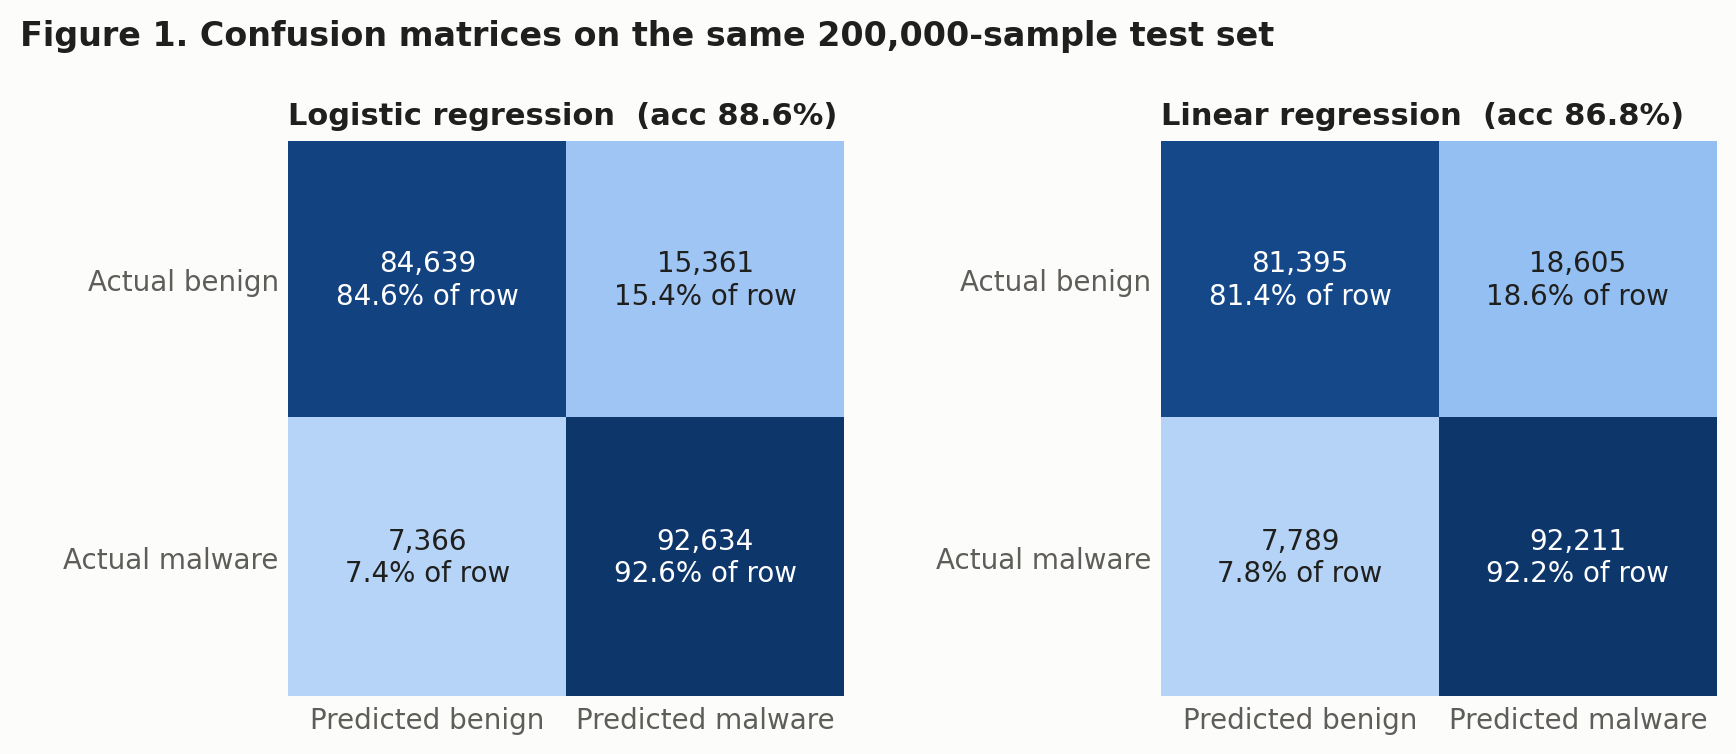 Figure 1. Confusion matrices on the same 200,000-sample test set
Logistic regression  (acc 88.6%)
Actual benign
84,639
84.6% of row
15,361
15.4% of row
Actual malware
7,366
7.4% of row
92,634
92.6% of row
Predicted benign
Predicted malware
Linear regression  (acc 86.8%)
Actual benign
81,395
81.4% of row
18,605
18.6% of row
Actual malware
7,789
7.8% of row
92,211
92.2% of row
Predicted benign
Predicted malware